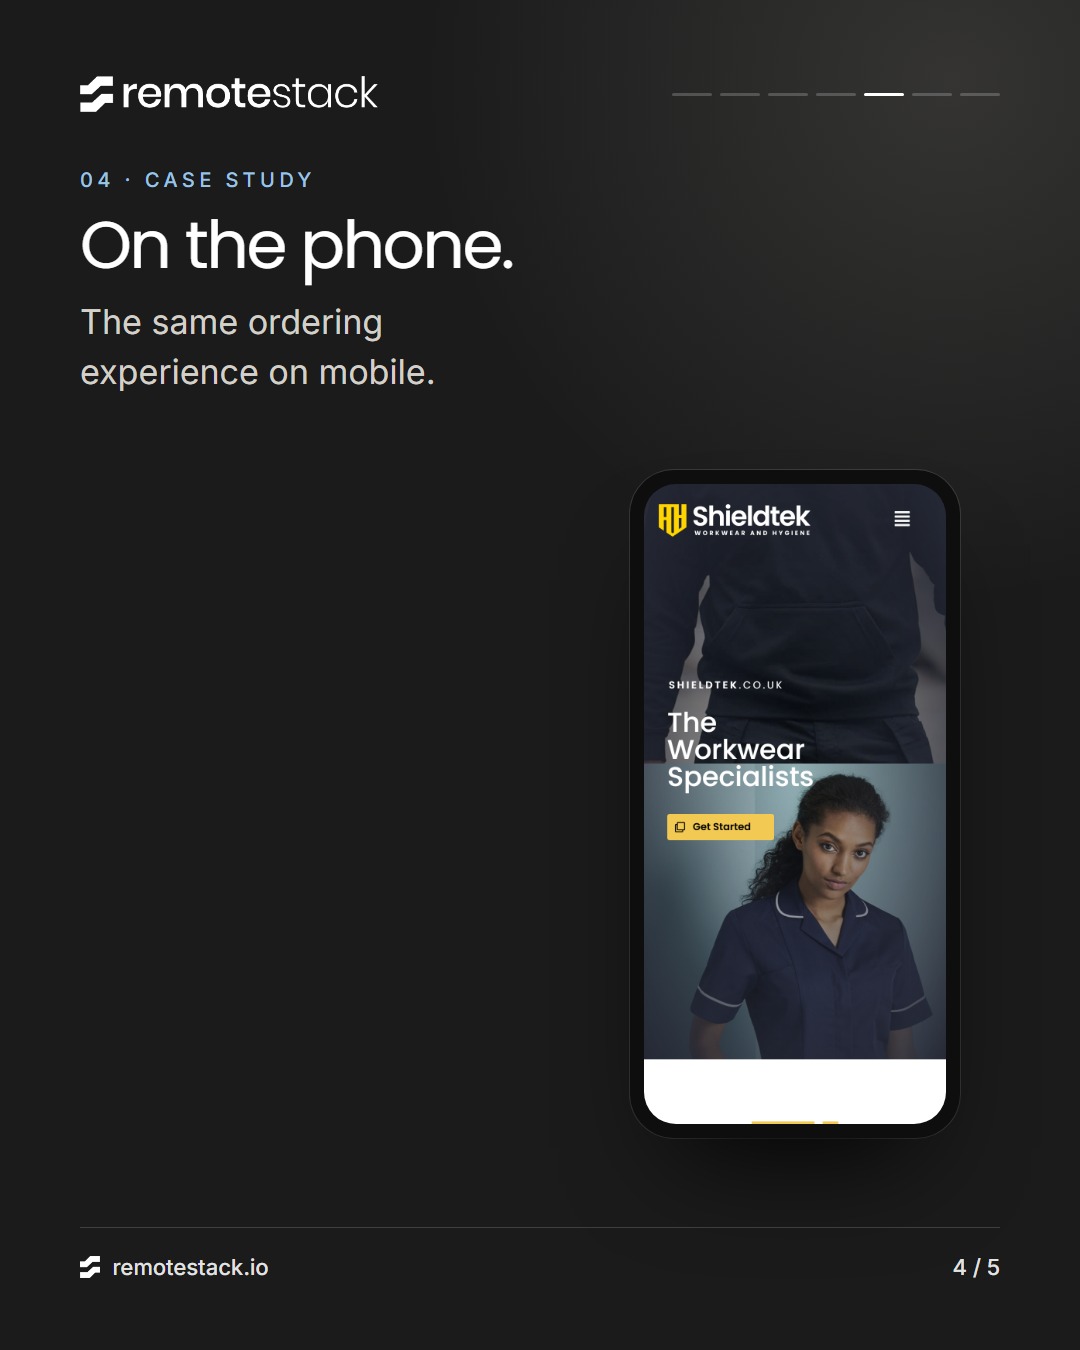 remotestack
04 · CASE STUDY
On the phone.
The same ordering
experience on mobile.
Shieldtek
WORKWEAR AND HYGIENE
SHIELDTEK.CO.UK
The
Workwear
Specialists
Get Started
remotestack.io
4 / 5